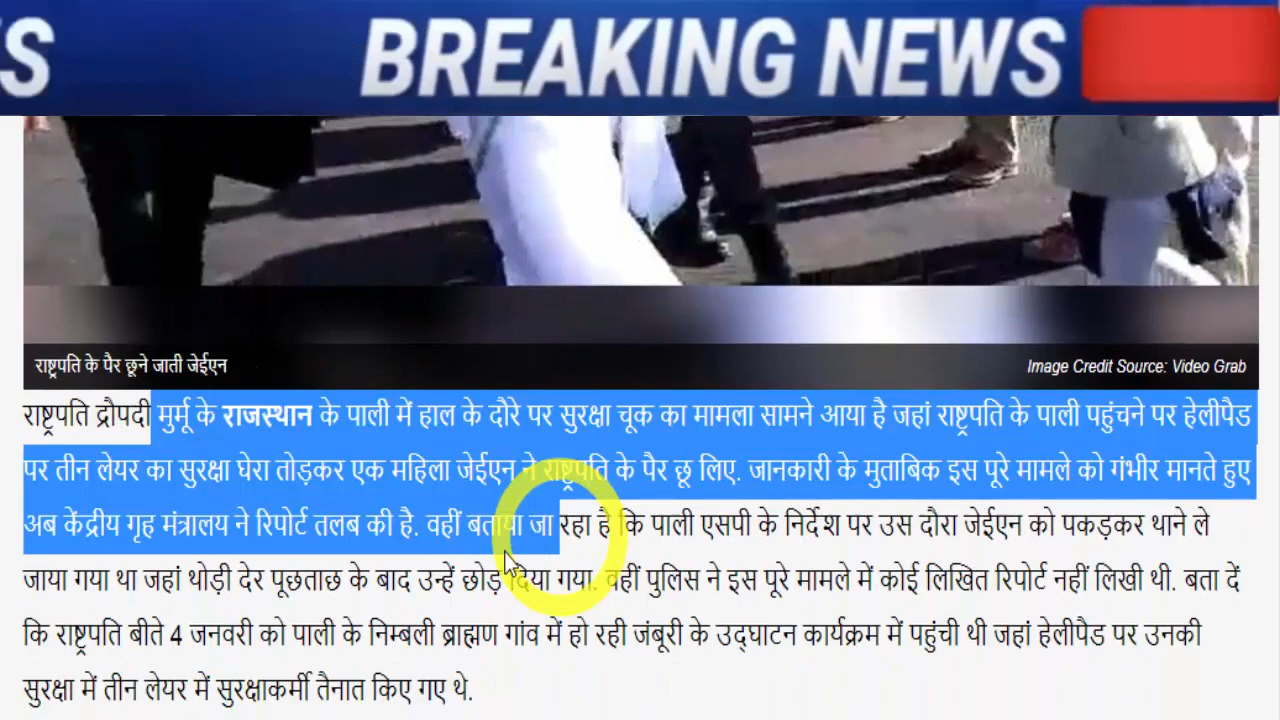 S BREAKING NEWS
राष्ट्रपति के पैर छूने जाती जेईएन
Image Credit Source: Video Grab
राष्ट्रपति द्रौपदी मुर्मू के राजस्थान के पाली में हाल के दौरे पर सुरक्षा चूक का मामला सामने आया है जहां राष्ट्रपति के पाली पहुंचने पर हेलीपैड
पर तीन लेयर का सुरक्षा घेरा तोड़कर एक महिला जेईएन ने राष्ट्रपति के पैर छू लिए. जानकारी के मुताबिक इस पूरे मामले को गंभीर मानते हुए
अब केंद्रीय गृह मंत्रालय ने रिपोर्ट तलब की है. वहीं बताया जा रहा है कि पाली एसपी के निर्देश पर उस दौरा जेईएन को पकड़कर थाने ले
जाया गया था जहां थोड़ी देर पूछताछ के बाद उन्हें छोड़ दिया गया. वहीं पुलिस ने इस पूरे मामले में कोई लिखित रिपोर्ट नहीं लिखी थी. बता दें
कि राष्ट्रपति बीते 4 जनवरी को पाली के निम्बली ब्राह्मण गांव में हो रही जंबूरी के उद्घाटन कार्यक्रम में पहुंची थी जहां हेलीपैड पर उनकी
सुरक्षा में तीन लेयर में सुरक्षाकर्मी तैनात किए गए थे.